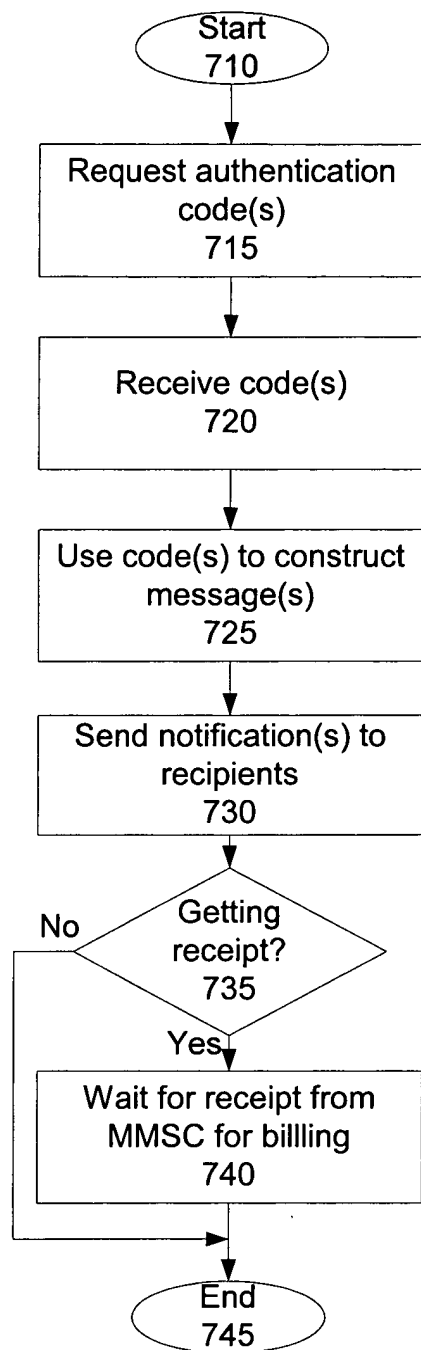 Start
710
Request authentication
code(s)
715
Receive code(s)
720
Use code(s) to construct
message(s)
725
Send notification(s) to
recipients
730
Getting
receipt?
735
No
Yes
Wait for receipt from
MMSC for billling
740
End
745